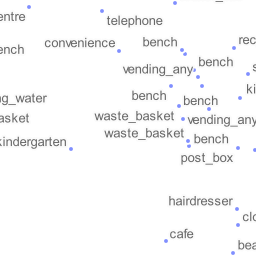 entre
telephone
convenience
bench
rec
ench
bench
vending_any
s
bench
ki
ng_water
bench
asket
waste_basket
vending_any
waste_basket
bench
kindergarten
post_box
hairdresser
clo
cafe
bea